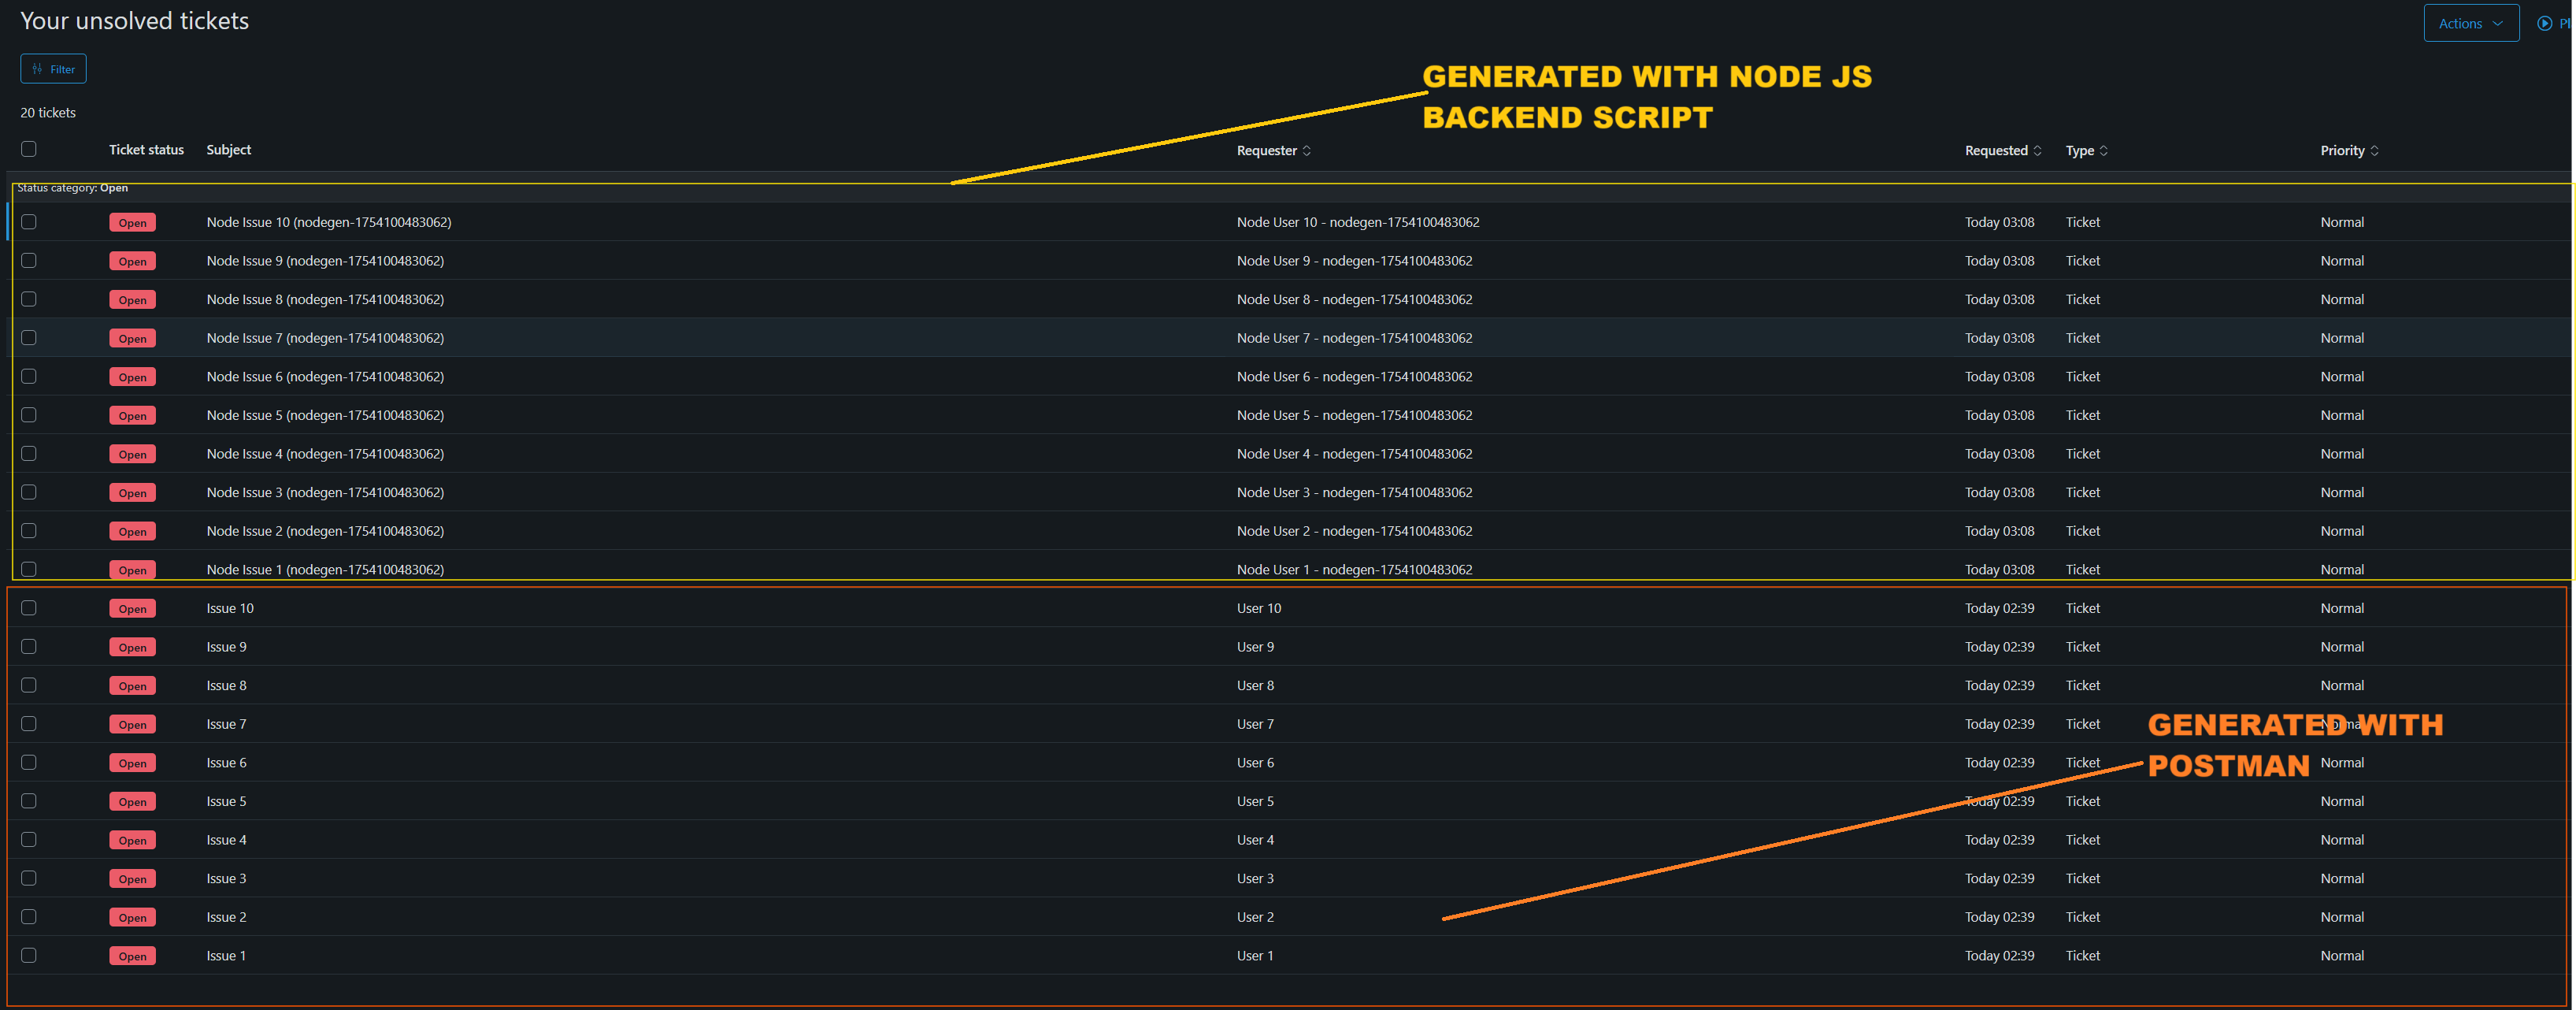 Your unsolved tickets
Actions
Pl
Filter
GENERATED WITH NODE JS
BACKEND SCRIPT
20 tickets
Ticket status Subject Requester Requested Type Priority
Status category: Open
Open Node Issue 10 (nodegen-1754100483062) Node User 10 - nodegen-1754100483062 Today 03:08 Ticket Normal
Open Node Issue 9 (nodegen-1754100483062) Node User 9 - nodegen-1754100483062 Today 03:08 Ticket Normal
Open Node Issue 8 (nodegen-1754100483062) Node User 8 - nodegen-1754100483062 Today 03:08 Ticket Normal
Open Node Issue 7 (nodegen-1754100483062) Node User 7 - nodegen-1754100483062 Today 03:08 Ticket Normal
Open Node Issue 6 (nodegen-1754100483062) Node User 6 - nodegen-1754100483062 Today 03:08 Ticket Normal
Open Node Issue 5 (nodegen-1754100483062) Node User 5 - nodegen-1754100483062 Today 03:08 Ticket Normal
Open Node Issue 4 (nodegen-1754100483062) Node User 4 - nodegen-1754100483062 Today 03:08 Ticket Normal
Open Node Issue 3 (nodegen-1754100483062) Node User 3 - nodegen-1754100483062 Today 03:08 Ticket Normal
Open Node Issue 2 (nodegen-1754100483062) Node User 2 - nodegen-1754100483062 Today 03:08 Ticket Normal
Open Node Issue 1 (nodegen-1754100483062) Node User 1 - nodegen-1754100483062 Today 03:08 Ticket Normal
Open Issue 10 User 10 Today 02:39 Ticket Normal
Open Issue 9 User 9 Today 02:39 Ticket Normal
Open Issue 8 User 8 Today 02:39 Ticket Normal
Open Issue 7 User 7 Today 02:39 Ticket Normal
GENERATED WITH
POSTMAN
Open Issue 6 User 6 Today 02:39 Ticket Normal
Open Issue 5 User 5 Today 02:39 Ticket Normal
Open Issue 4 User 4 Today 02:39 Ticket Normal
Open Issue 3 User 3 Today 02:39 Ticket Normal
Open Issue 2 User 2 Today 02:39 Ticket Normal
Open Issue 1 User 1 Today 02:39 Ticket Normal